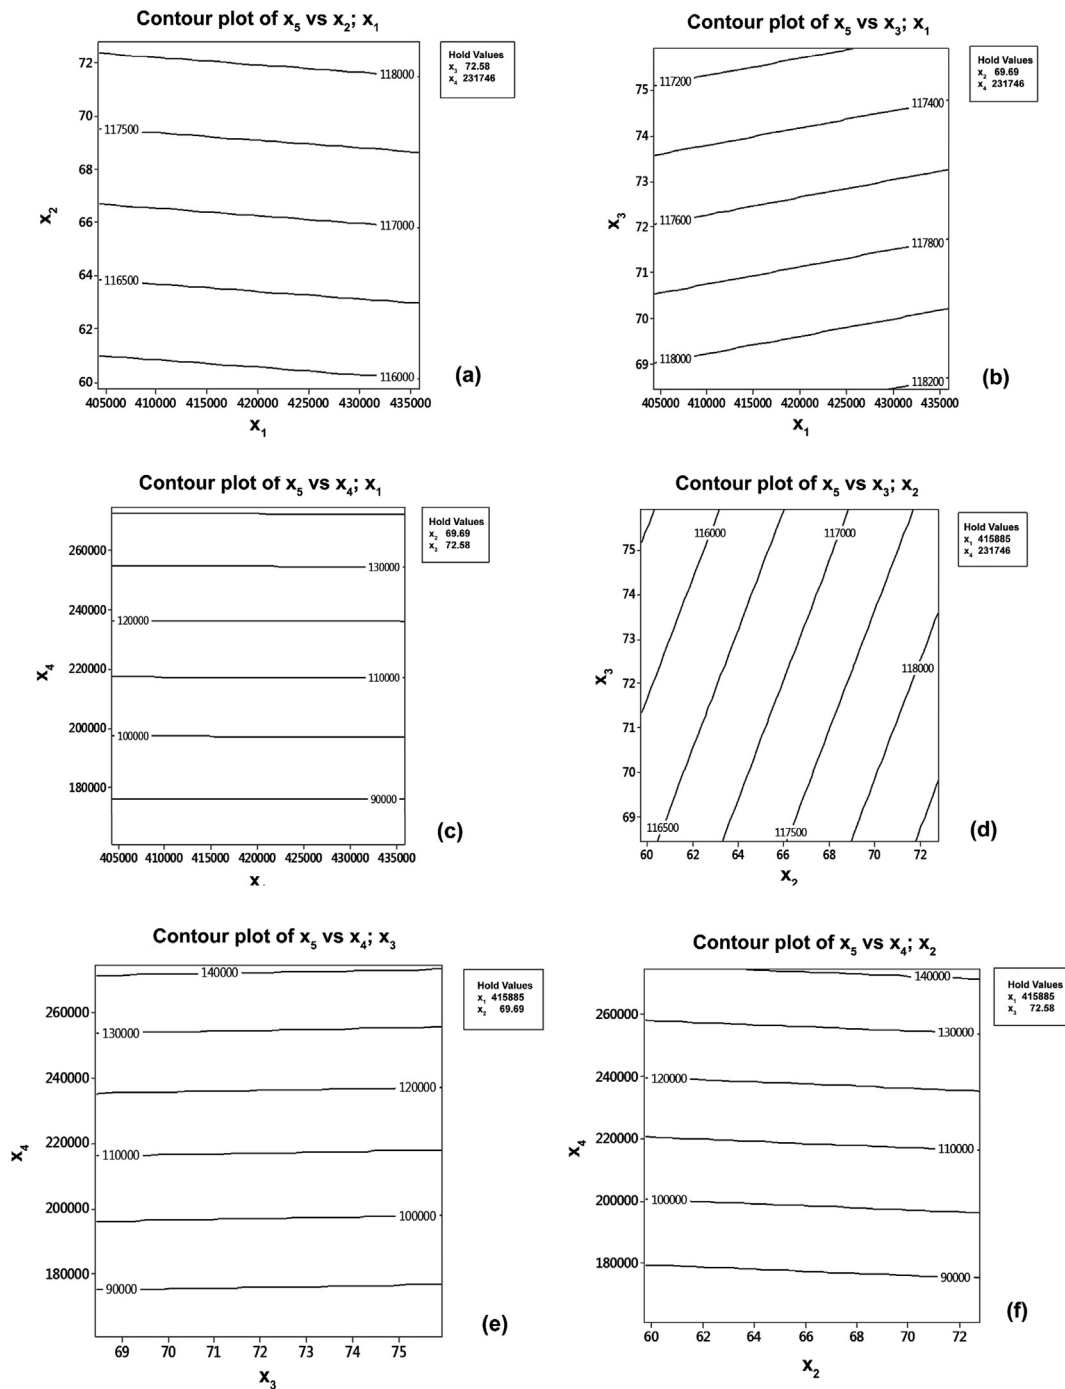 Contour plot of x5 vs x2; x1
Hold Values
x3 72.58
x4 231746
72
70
68
66
64
62
60
x2
118000
117500
117000
116500
116000
405000 410000 415000 420000 425000 430000 435000
x1
(a)
Contour plot of x5 vs x3; x1
Hold Values
x2 69.69
x4 231746
75
74
73
72
71
70
69
x3
117200
117400
117600
117800
118000
118200
405000 410000 415000 420000 425000 430000 435000
x1
(b)
Contour plot of x5 vs x4; x1
Hold Values
x2 69.69
x3 72.58
260000
240000
220000
200000
180000
x4
130000
120000
110000
100000
90000
405000 410000 415000 420000 425000 430000 435000
x
(c)
Contour plot of x5 vs x3; x2
Hold Values
x1 415885
x4 231746
75
74
73
72
71
70
69
x3
116000
117000
118000
116500
117500
60 62 64 66 68 70 72
x2
(d)
Contour plot of x5 vs x4; x3
Hold Values
x1 415885
x2 69.69
260000
240000
220000
200000
180000
x4
140000
130000
120000
110000
100000
90000
69 70 71 72 73 74 75
x3
(e)
Contour plot of x5 vs x4; x2
Hold Values
x1 415885
x3 72.58
260000
240000
220000
200000
180000
x4
140000
130000
120000
110000
100000
90000
60 62 64 66 68 70 72
x2
(f)